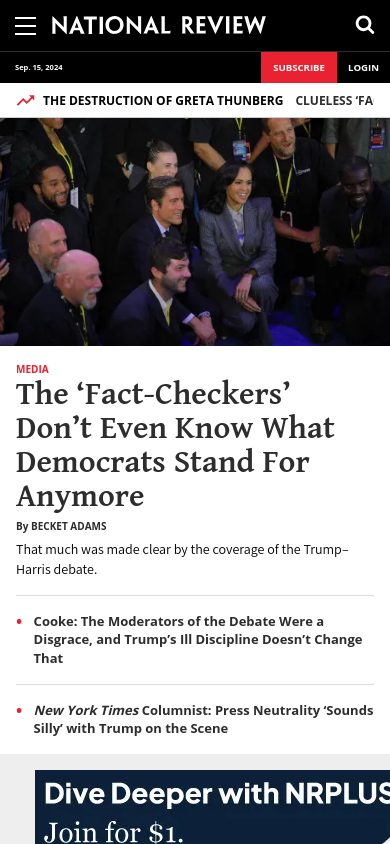 NATIONAL REVIEW
Sep. 15, 2024
SUBSCRIBE
LOGIN
THE DESTRUCTION OF GRETA THUNBERG CLUELESS ‘FA
MEDIA
The ‘Fact-Checkers’
Don’t Even Know What
Democrats Stand For
Anymore
By BECKET ADAMS
That much was made clear by the coverage of the Trump–
Harris debate.
• Cooke: The Moderators of the Debate Were a
Disgrace, and Trump’s Ill Discipline Doesn’t Change
That
• New York Times Columnist: Press Neutrality ‘Sounds
Silly’ with Trump on the Scene
Dive Deeper with NRPLUS
Join for $1.